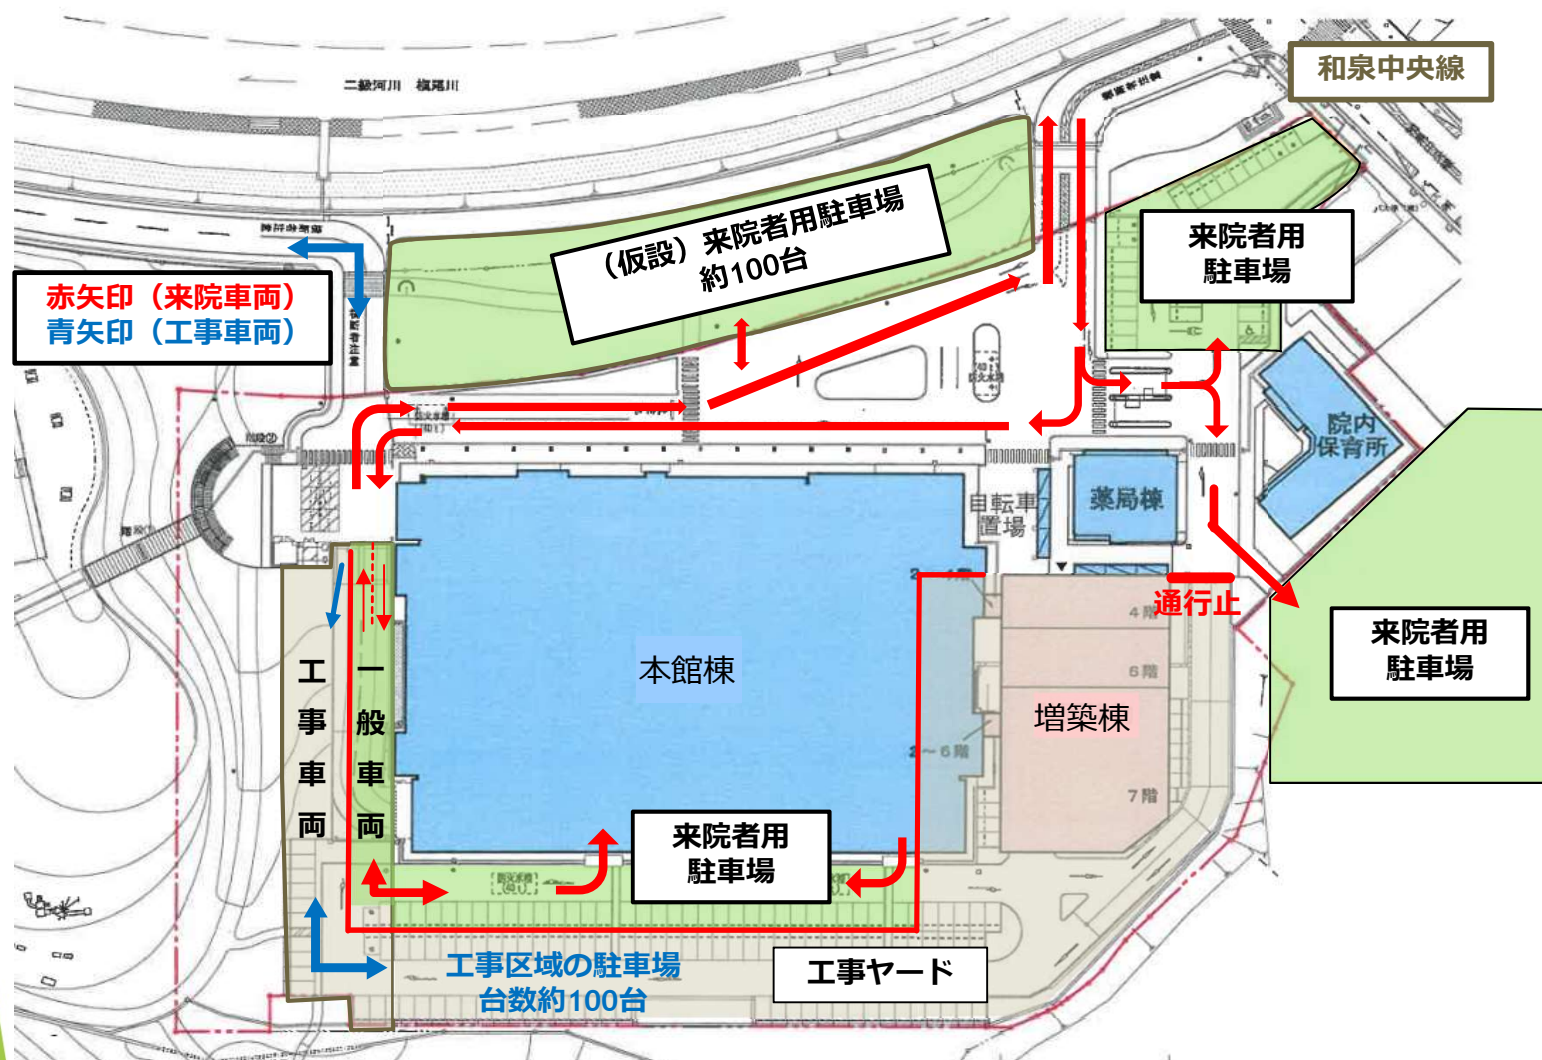 和泉中央線
二級河川 槇尾川
（仮設）来院者用駐車場
約100台
来院者用
駐車場
赤矢印（来院車両）
青矢印（工事車両）
階段②
院内
保育所
自転車
置場
薬局棟
通行止
4階
6階
7階
2～6階
本館棟
増築棟
来院者用
駐車場
工事車両
一般車両
来院者用
駐車場
工事区域の駐車場
台数約100台
工事ヤード